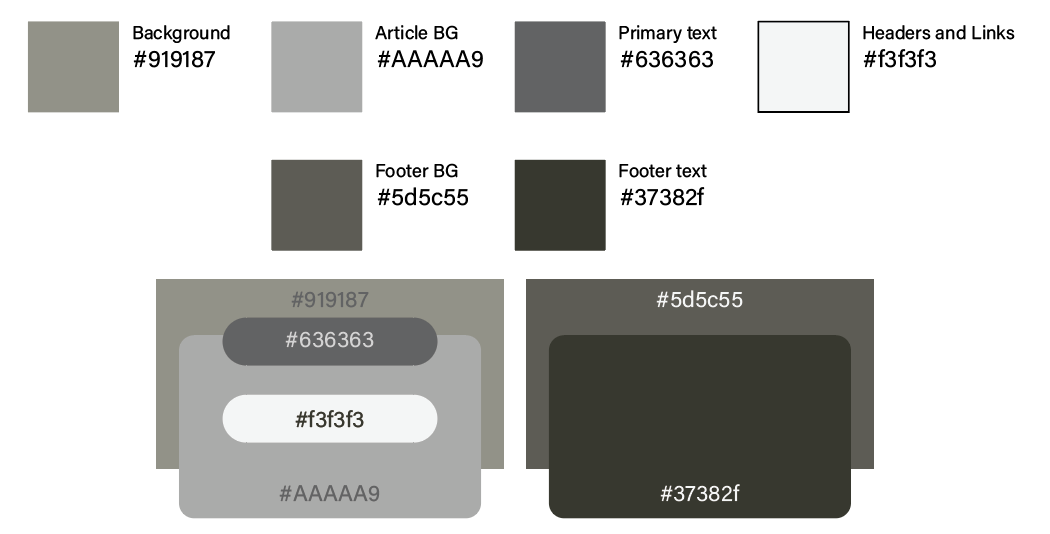 Background
#919187
Article BG
#AAAAA9
Primary text
#636363
Headers and Links
#f3f3f3
Footer BG
#5d5c55
Footer text
#37382f
#919187
#636363
#f3f3f3
#AAAAA9
#5d5c55
#37382f